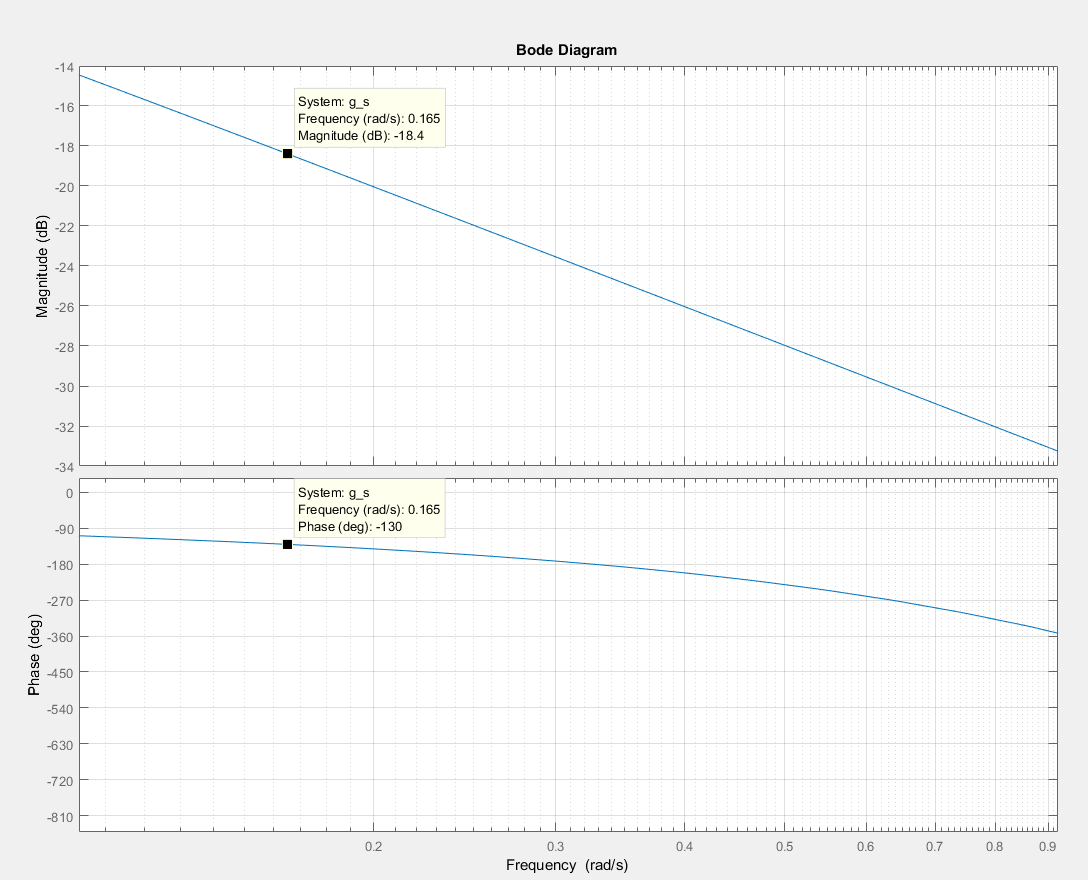 Bode Diagram
-14
-16
-18
-20
-22
-24
-26
-28
-30
-32
-34
Magnitude (dB)
System: g_s
Frequency (rad/s): 0.165
Magnitude (dB): -18.4
0
-90
-180
-270
-360
-450
-540
-630
-720
-810
Phase (deg)
System: g_s
Frequency (rad/s): 0.165
Phase (deg): -130
0.2 0.3 0.4 0.5 0.6 0.7 0.8 0.9
Frequency (rad/s)